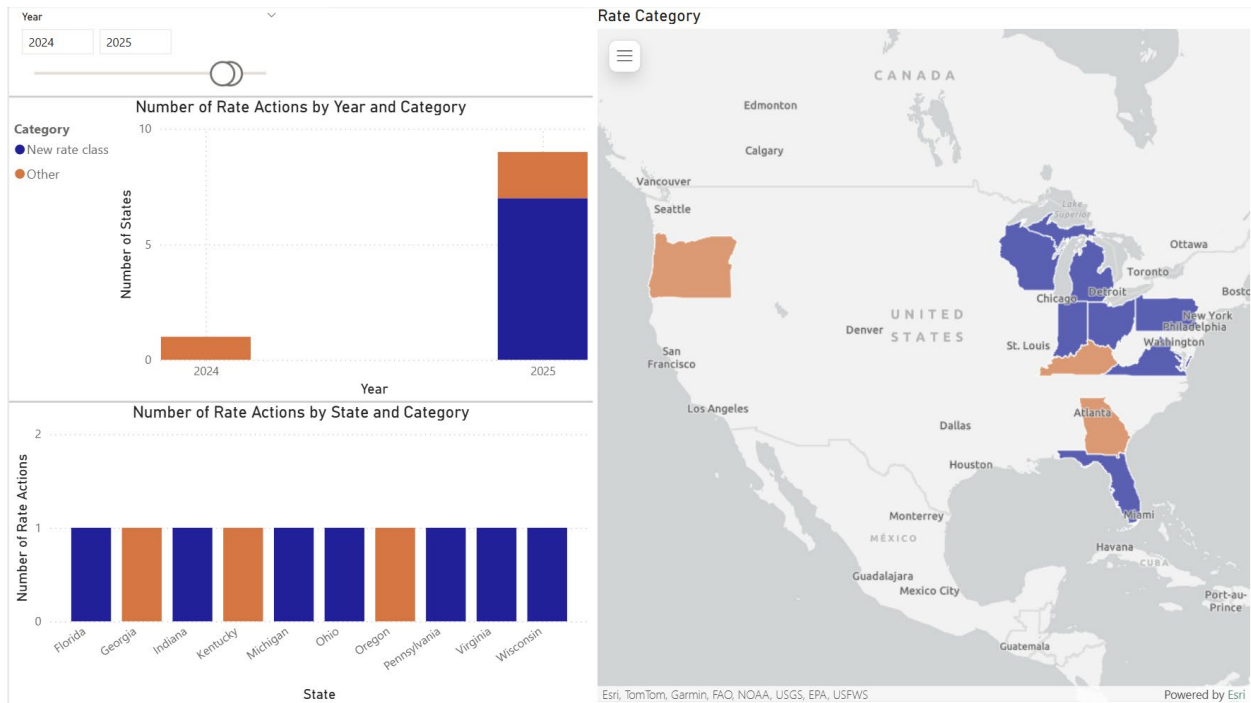 Year
2024
2025
Number of Rate Actions by Year and Category
Category
New rate class
Other
Number of States
10
5
0
2024
2025
Year
Number of Rate Actions by State and Category
Number of Rate Actions
2
1
0
Florida
Georgia
Indiana
Kentucky
Michigan
Ohio
Oregon
Pennsylvania
Virginia
Wisconsin
State
Rate Category
CANADA
Edmonton
Calgary
Vancouver
Seattle
Lake
Superior
Ottawa
Toronto
Boston
Detroit
Chicago
New York
Philadelphia
UNITED
STATES
Denver
St. Louis
Washington
San
Francisco
Los Angeles
Atlanta
Dallas
Houston
Monterrey
Miami
MÉXICO
Havana
CUBA
Guadalajara
Mexico City
Port-au-
Prince
Guatemala
Esri, TomTom, Garmin, FAO, NOAA, USGS, EPA, USFWS
Powered by Esri